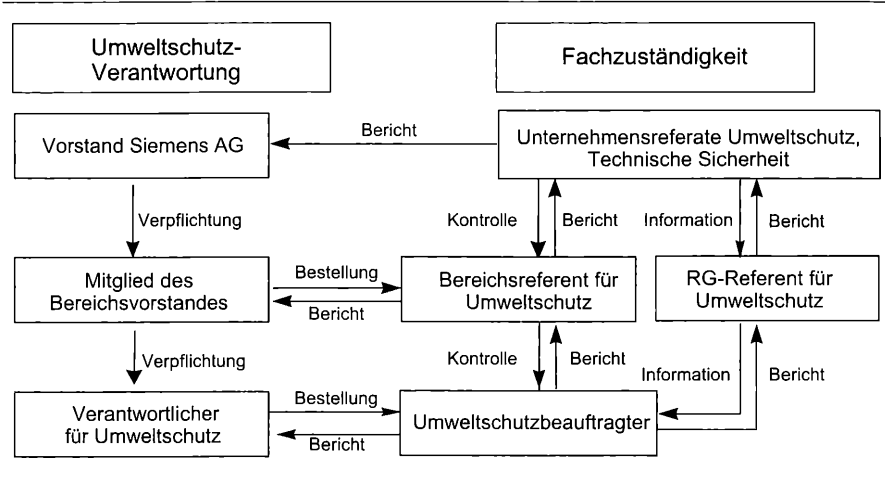 Umweltschutz-
Verantwortung
Fachzuständigkeit
Vorstand Siemens AG
Bericht
Unternehmensreferate Umweltschutz,
Technische Sicherheit
Verpflichtung
Kontrolle
Bericht
Information
Bericht
Mitglied des
Bereichsvorstandes
Bestellung
Bericht
Bereichsreferent für
Umweltschutz
RG-Referent für
Umweltschutz
Verpflichtung
Kontrolle
Bericht
Information
Bericht
Verantwortlicher
für Umweltschutz
Bestellung
Bericht
Umweltschutzbeauftragter